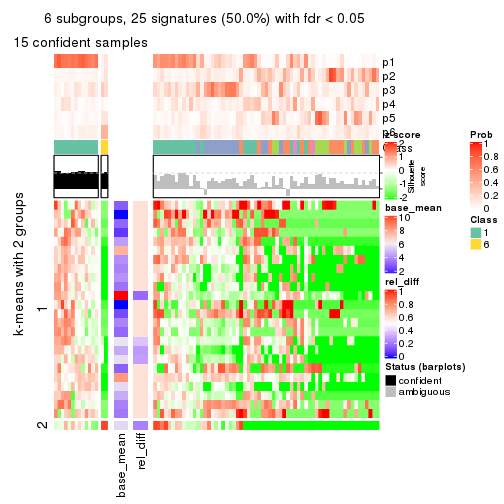 6 subgroups, 25 signatures (50.0%) with fdr < 0.05
15 confident samples
p1
p2
p3
p4
p5
p6
Class
z-score
2
1
0
-1
-2
Silhouette
score
Prob
1
0.8
0.6
0.4
0.2
0
Class
1
6
base_mean
10
8
6
4
2
rel_diff
1
0.8
0.6
0.4
0.2
0
Status (barplots)
confident
ambiguous
k-means with 2 groups
1
2
base_mean
rel_diff